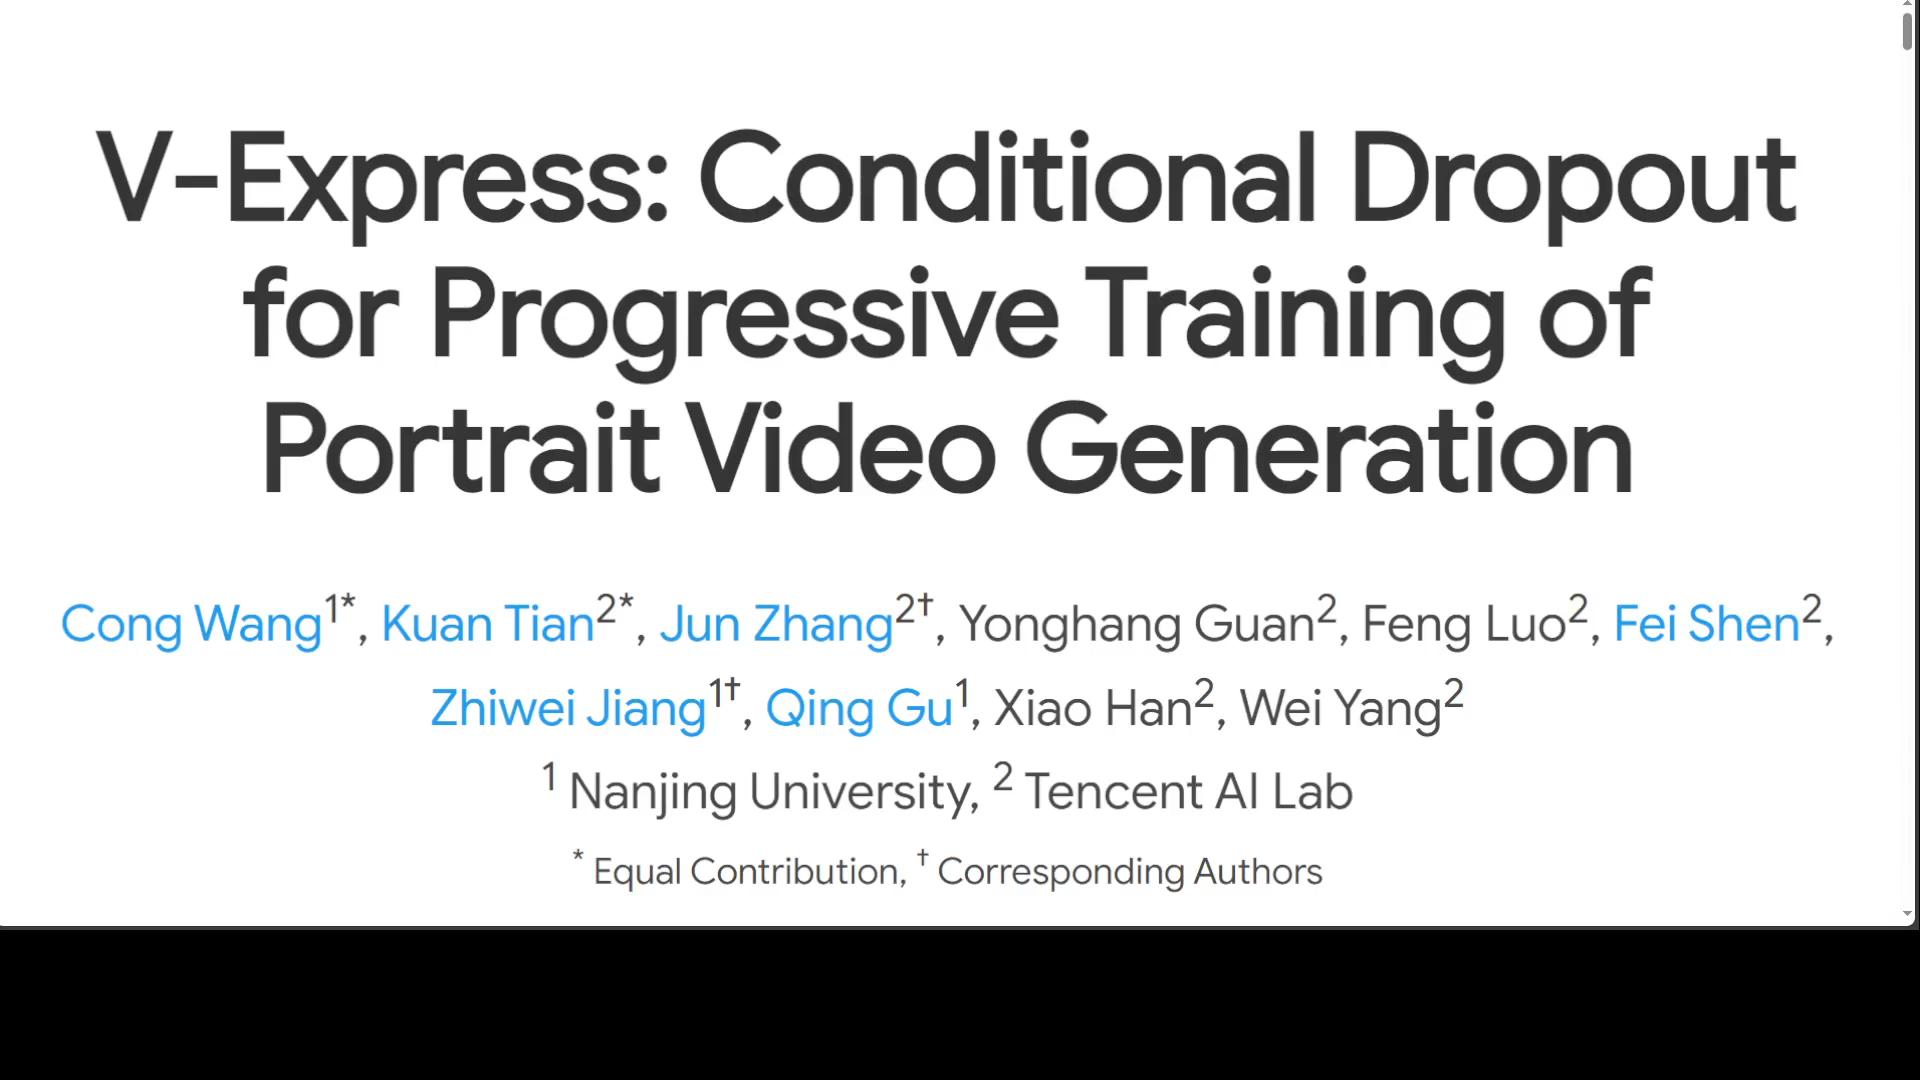 V-Express: Conditional Dropout
for Progressive Training of
Portrait Video Generation
Cong Wang1*, Kuan Tian2*, Jun Zhang2†, Yonghang Guan2, Feng Luo2, Fei Shen2,
Zhiwei Jiang1†, Qing Gu1, Xiao Han2, Wei Yang2
1 Nanjing University, 2 Tencent AI Lab
* Equal Contribution, † Corresponding Authors